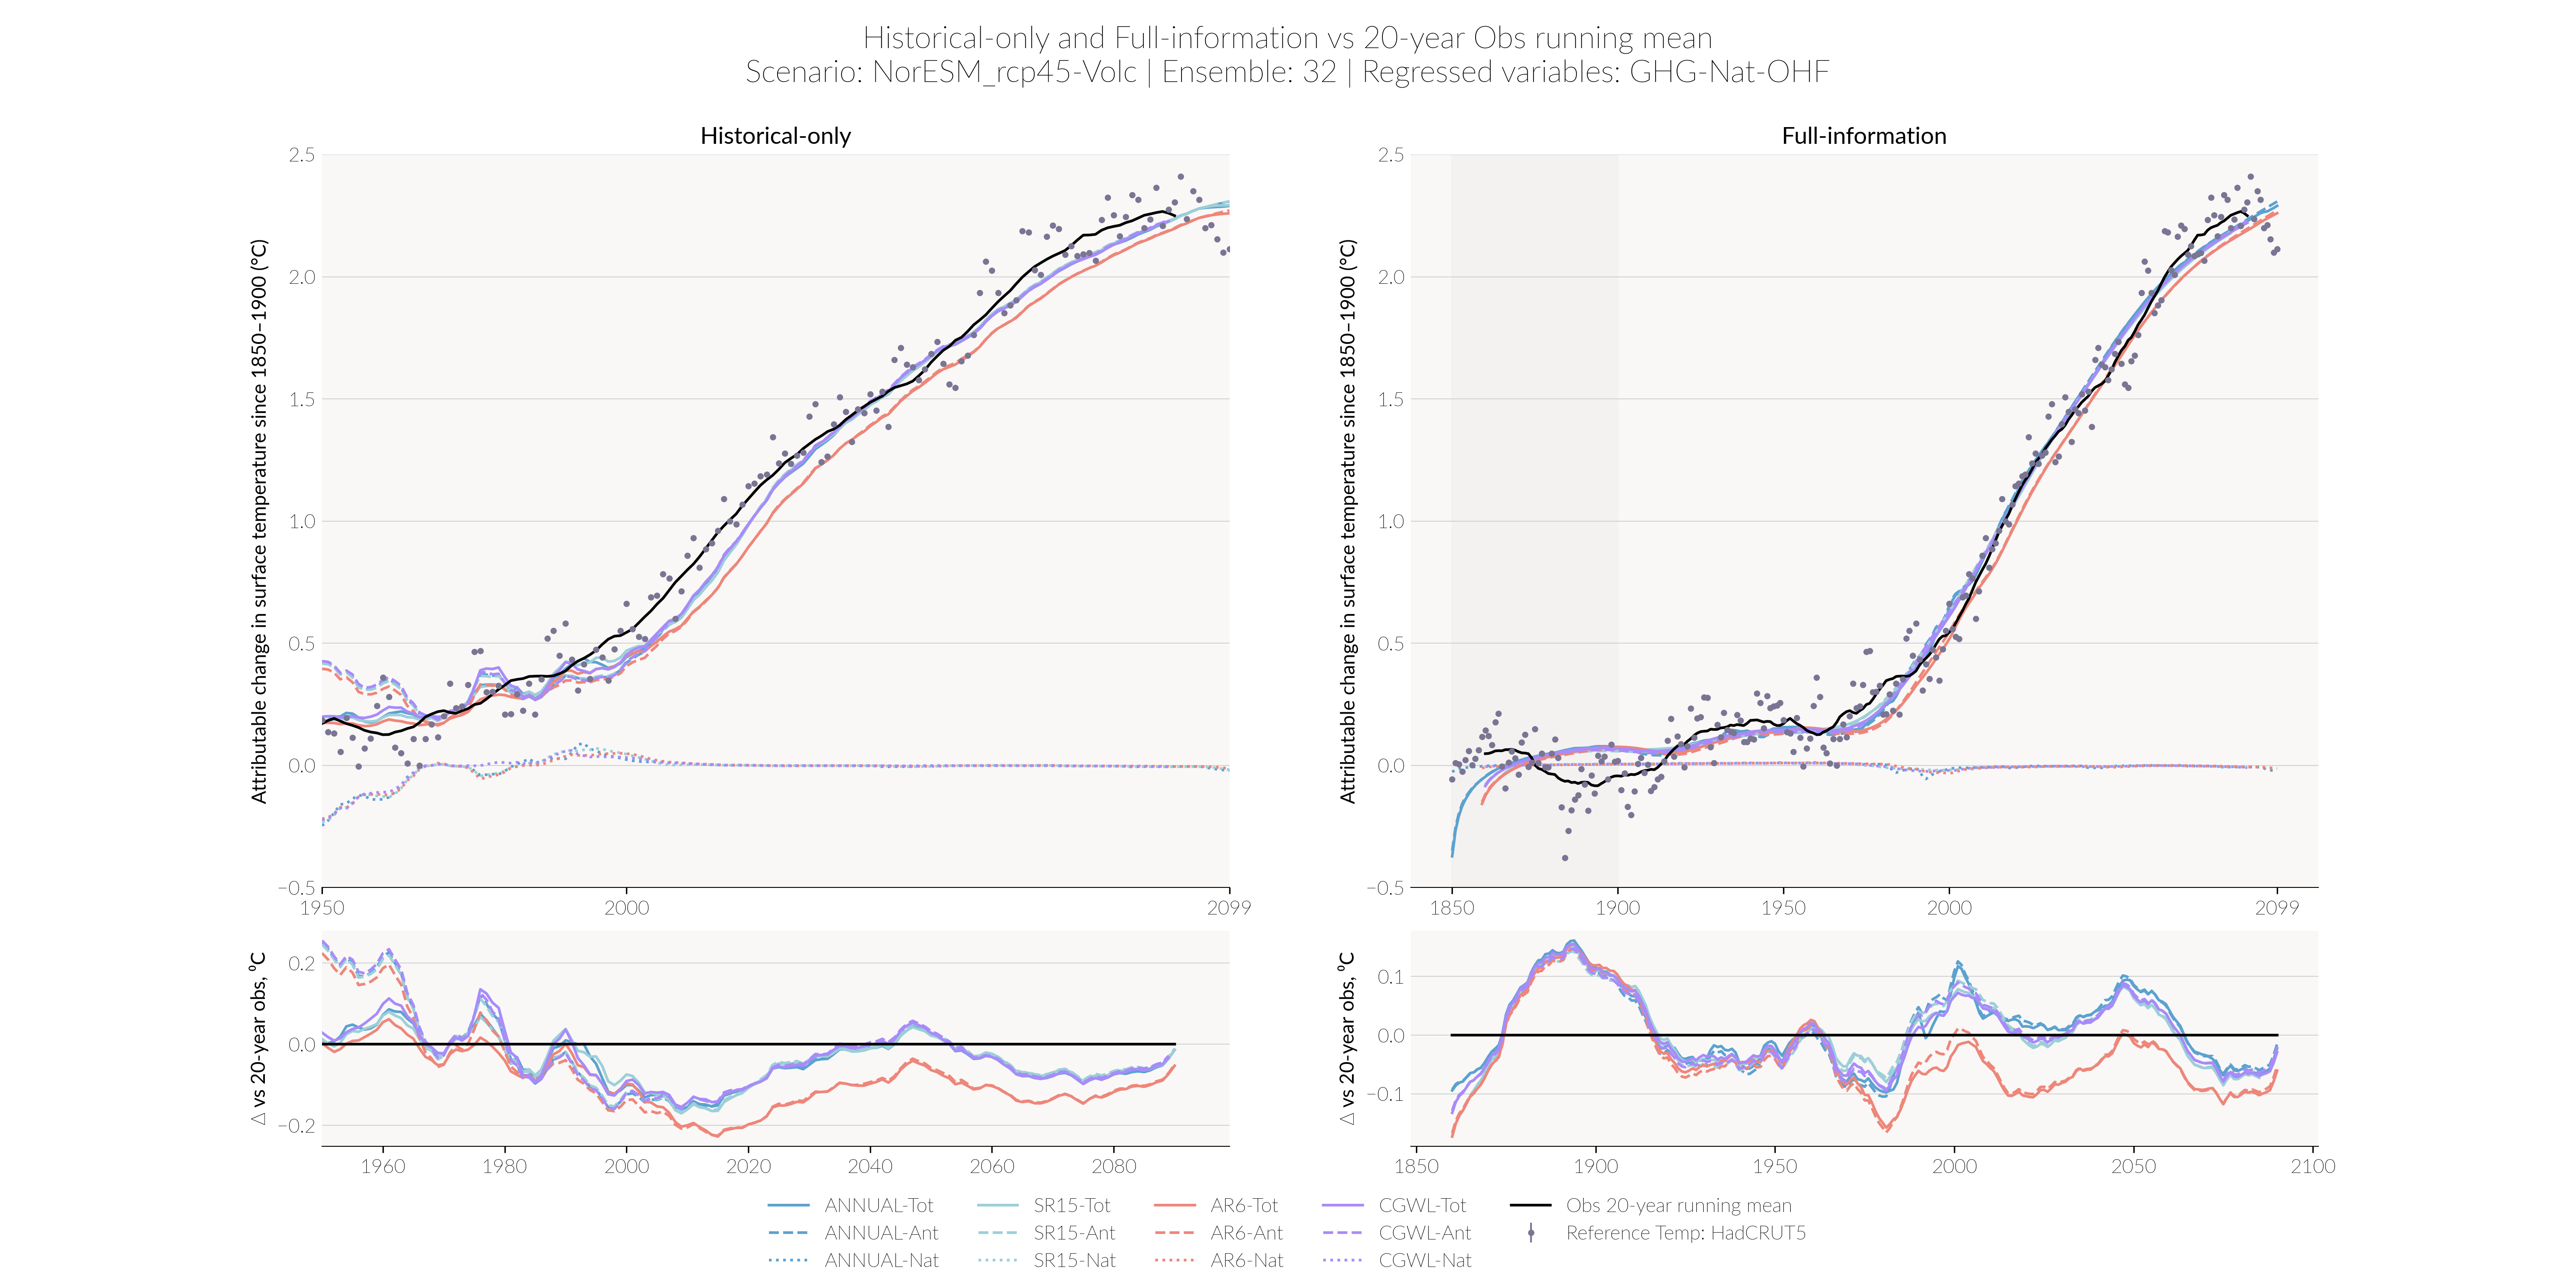 Historical-only and Full-information vs 20-year Obs running mean
Scenario: NorESM_rcp45-Volc | Ensemble: 32 | Regressed variables: GHG-Nat-OHF
Historical-only
Attributable change in surface temperature since 1850–1900 (°C)
2.5
2.0
1.5
1.0
0.5
0.0
−0.5
1950 2000 2099
Full-information
Attributable change in surface temperature since 1850–1900 (°C)
2.5
2.0
1.5
1.0
0.5
0.0
−0.5
1850 1900 1950 2000 2099
△ vs 20-year obs, ⁰C
0.2
0.0
−0.2
1960 1980 2000 2020 2040 2060 2080
△ vs 20-year obs, ⁰C
0.1
0.0
−0.1
1850 1900 1950 2000 2050 2100
ANNUAL-Tot SR15-Tot AR6-Tot CGWL-Tot Obs 20-year running mean
ANNUAL-Ant SR15-Ant AR6-Ant CGWL-Ant Reference Temp: HadCRUT5
ANNUAL-Nat SR15-Nat AR6-Nat CGWL-Nat